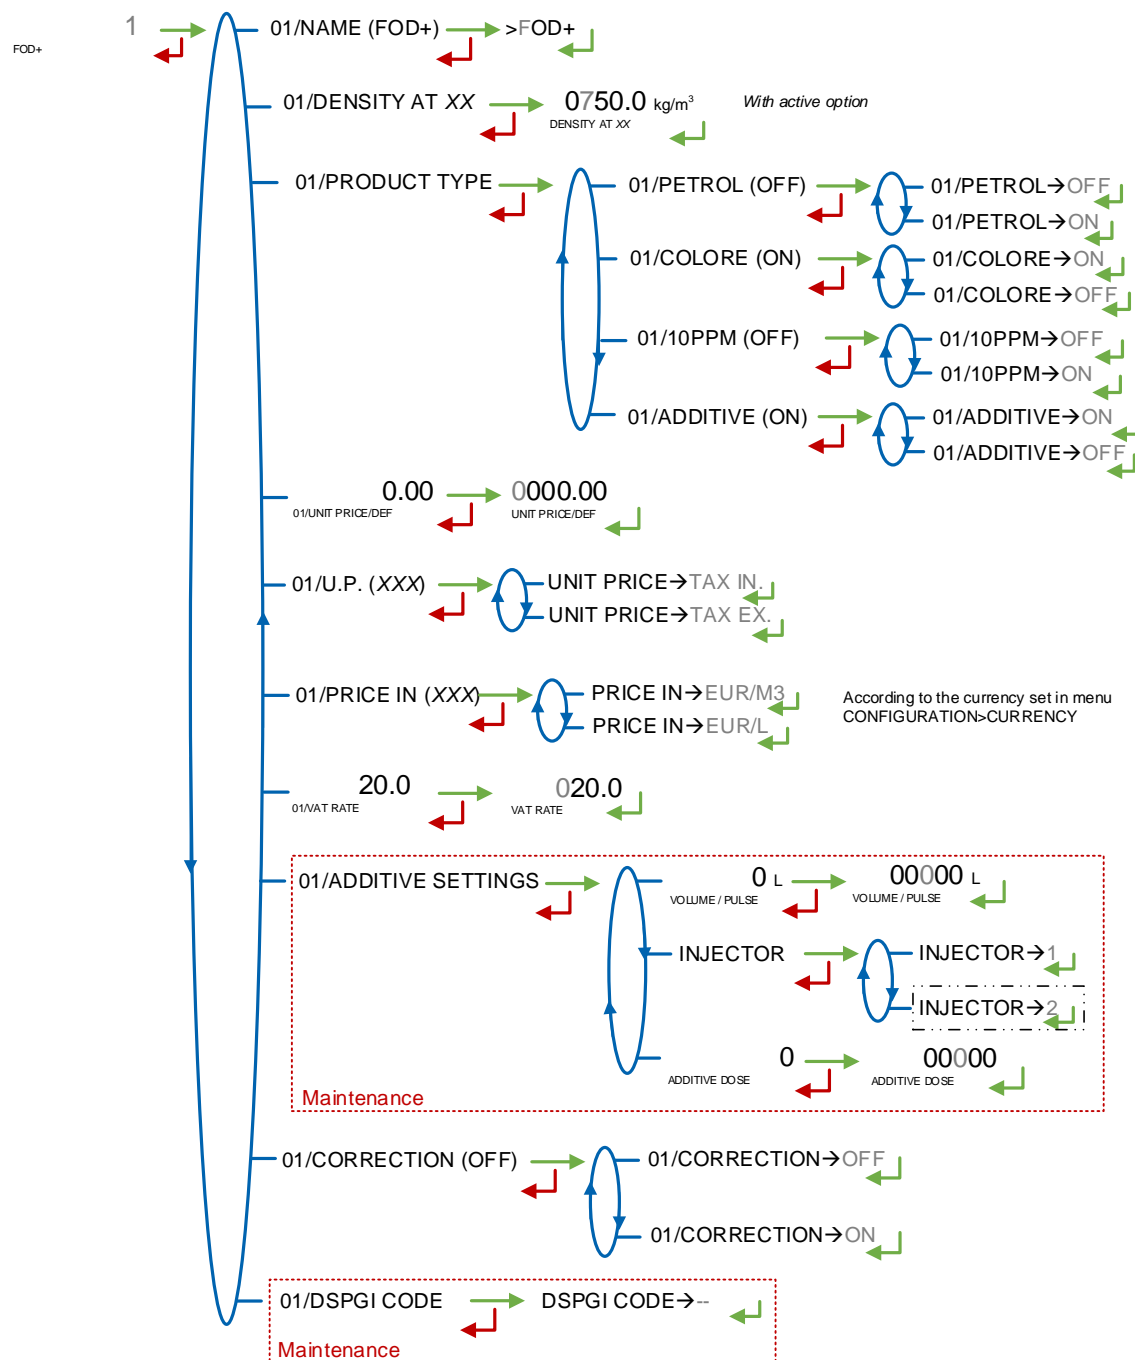 1
FOD+
01/NAME (FOD+)
>FOD+
01/DENSITY AT XX
0750.0 kg/m³
DENSITY AT XX
With active option
01/PRODUCT TYPE
01/PETROL (OFF)
01/PETROL→OFF
01/PETROL→ON
01/COLORE (ON)
01/COLORE→ON
01/COLORE→OFF
01/10PPM (OFF)
01/10PPM→OFF
01/10PPM→ON
01/ADDITIVE (ON)
01/ADDITIVE→ON
01/ADDITIVE→OFF
0.00
01/UNIT PRICE/DEF
0000.00
UNIT PRICE/DEF
01/U.P. (XXX)
UNIT PRICE→TAX IN.
UNIT PRICE→TAX EX.
01/PRICE IN (XXX)
PRICE IN→EUR/M3
PRICE IN→EUR/L
According to the currency set in menu
CONFIGURATION>CURRENCY
20.0
01/VAT RATE
020.0
VAT RATE
01/ADDITIVE SETTINGS
0 L
VOLUME / PULSE
00000 L
VOLUME / PULSE
INJECTOR
INJECTOR→1
INJECTOR→2
0
ADDITIVE DOSE
00000
ADDITIVE DOSE
Maintenance
01/CORRECTION (OFF)
01/CORRECTION→OFF
01/CORRECTION→ON
01/DSPGI CODE
DSPGI CODE→--
Maintenance